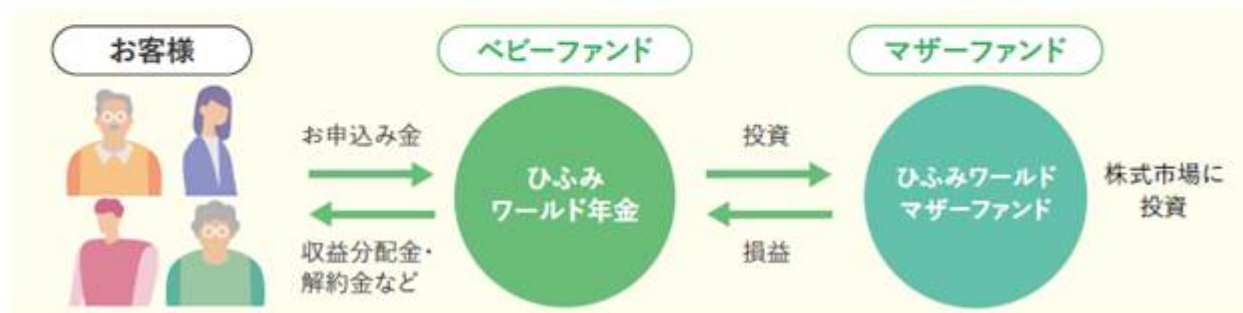 お客様
ベビーファンド
マザーファンド
お申込み金
収益分配金・
解約金など
ひふみ
ワールド年金
投資
損益
ひふみワールド
マザーファンド
株式市場に
投資